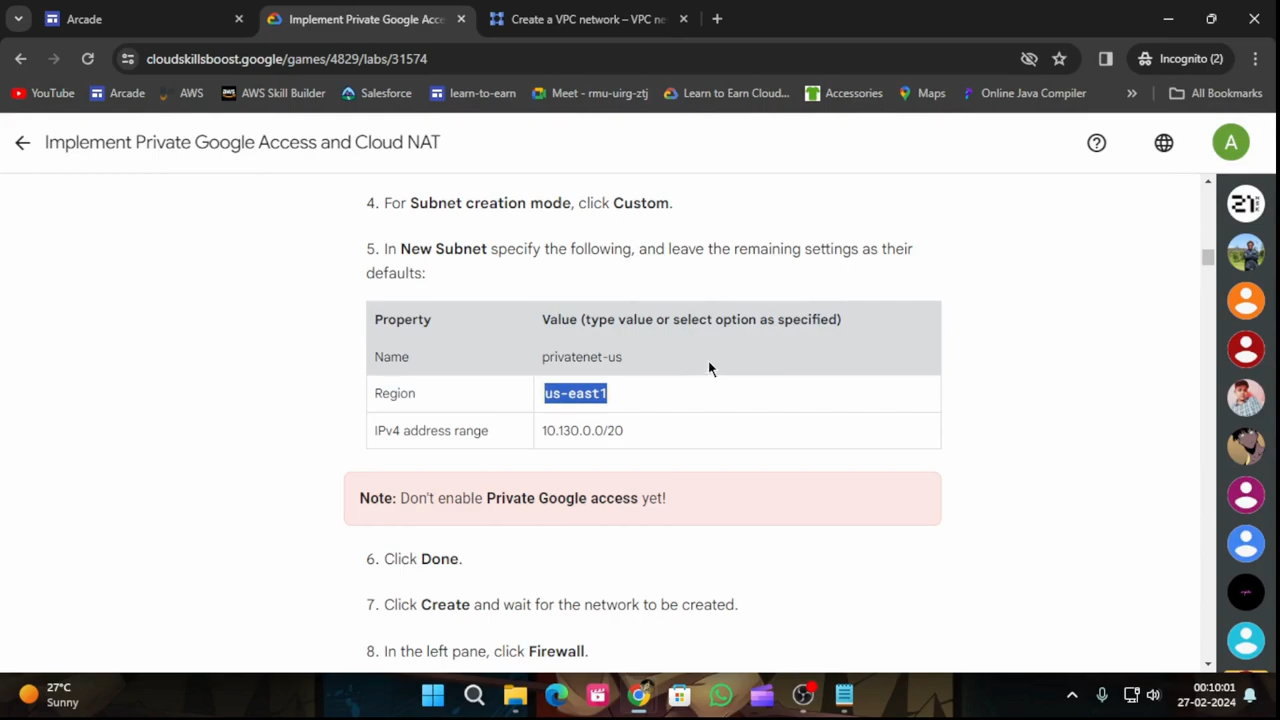 Arcade
Implement Private Google Acce
Create a VPC network – VPC ne
cloudskillsboost.google/games/4829/labs/31574
Incognito (2)
YouTube
Arcade
AWS
AWS Skill Builder
Salesforce
learn-to-earn
Meet - rmu-uirg-ztj
Learn to Earn Cloud...
Accessories
Maps
Online Java Compiler
All Bookmarks
Implement Private Google Access and Cloud NAT
A
4. For Subnet creation mode, click Custom.
5. In New Subnet specify the following, and leave the remaining settings as their
defaults:
Property Value (type value or select option as specified)
Name privatenet-us
Region us-east1
IPv4 address range 10.130.0.0/20
Note: Don't enable Private Google access yet!
6. Click Done.
7. Click Create and wait for the network to be created.
8. In the left pane, click Firewall.
27°C
Sunny
00:10:01
27-02-2024